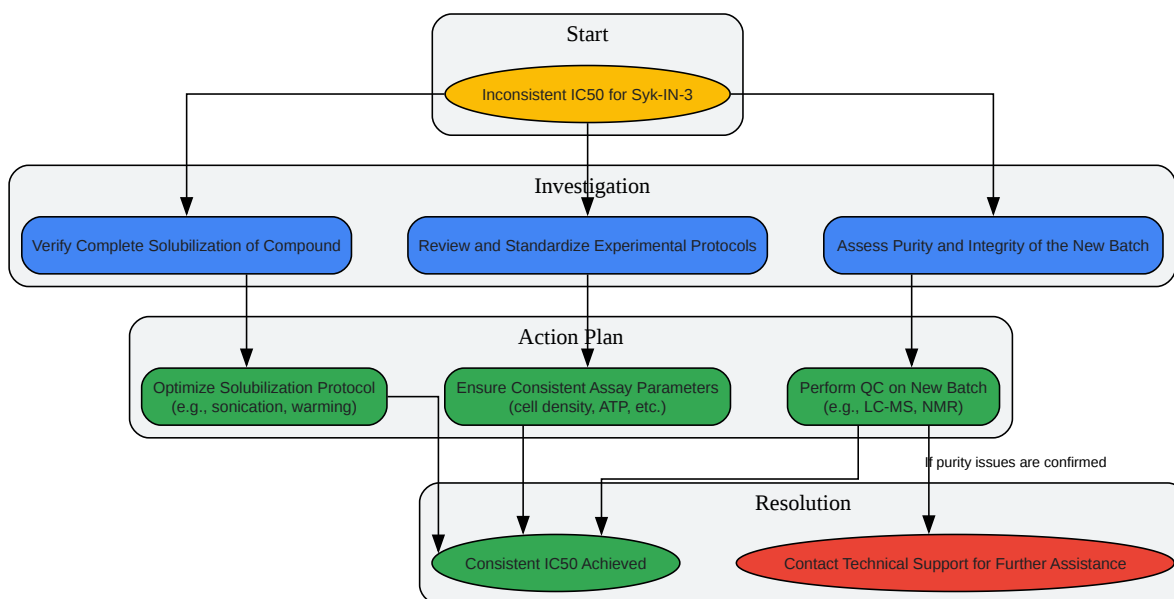 Start
Inconsistent IC50 for Syk-IN-3
Investigation
Verify Complete Solubilization of Compound
Review and Standardize Experimental Protocols
Assess Purity and Integrity of the New Batch
Action Plan
Optimize Solubilization Protocol
(e.g., sonication, warming)
Ensure Consistent Assay Parameters
(cell density, ATP, etc.)
Perform QC on New Batch
(e.g., LC-MS, NMR)
If purity issues are confirmed
Resolution
Consistent IC50 Achieved
Contact Technical Support for Further Assistance